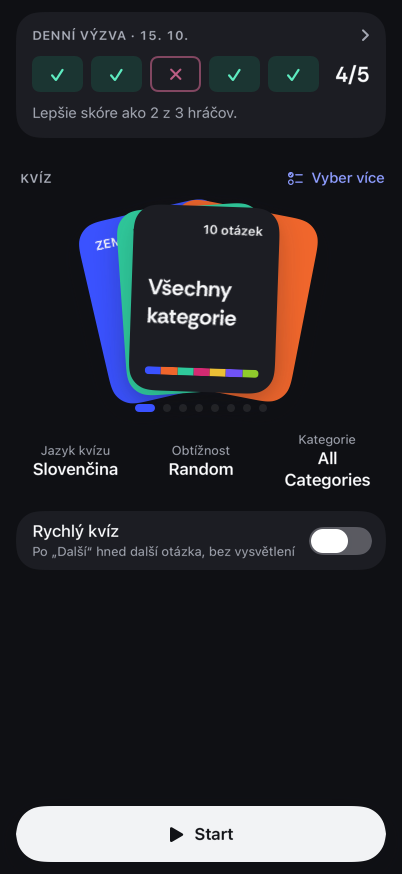 DENNÍ VÝZVA · 15. 10.
4/5
Lepšie skóre ako 2 z 3 hráčov.
KVÍZ
Vyber více
10 otázek
Všechny
kategorie
Jazyk kvízu
Slovenčina
Obtížnost
Random
Kategorie
All
Categories
Rychlý kvíz
Po „Další“ hned další otázka, bez vysvětlení
Start